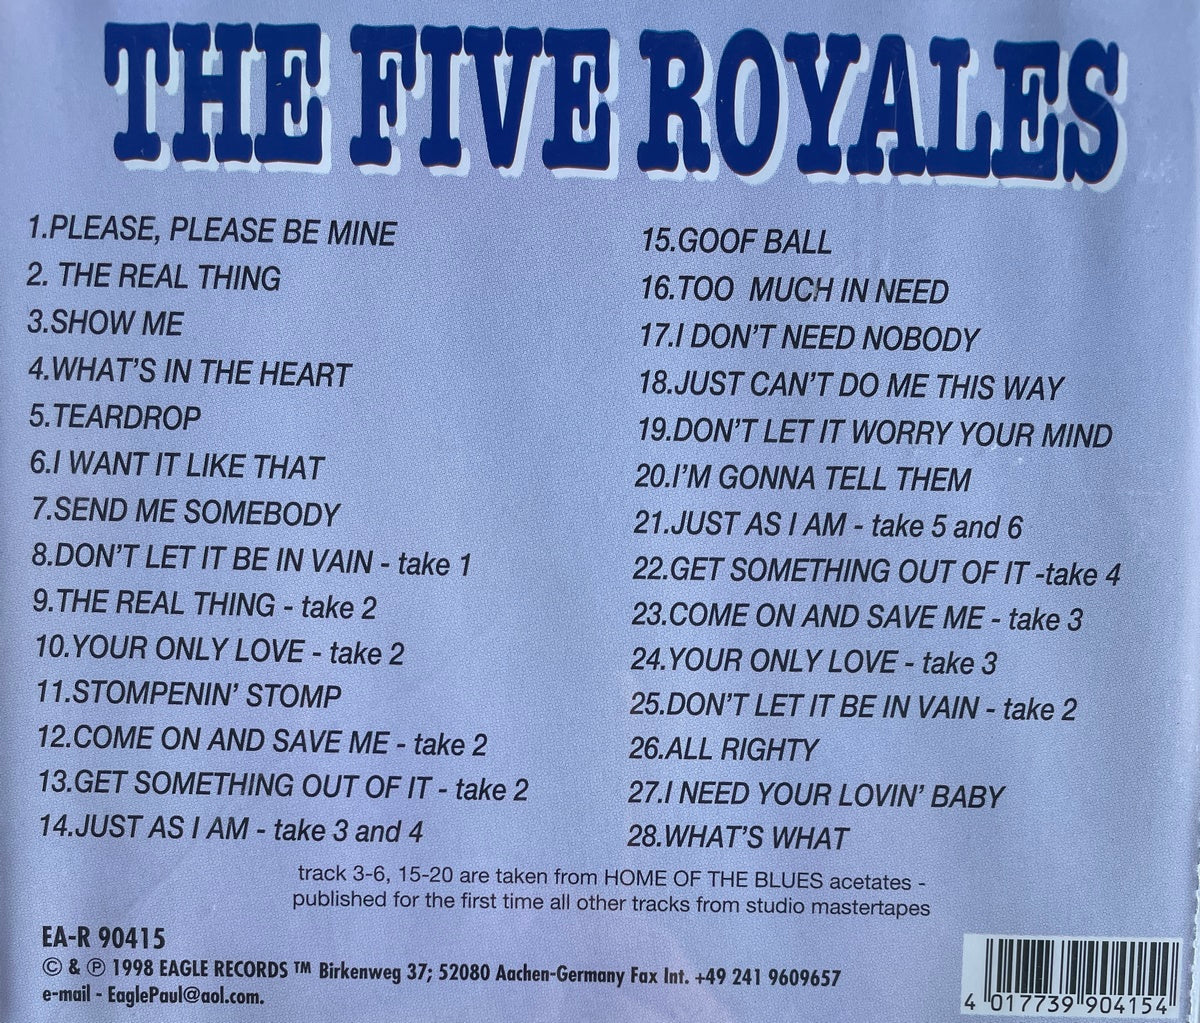 THE FIVE ROYALES
1.PLEASE, PLEASE BE MINE
2. THE REAL THING
3.SHOW ME
4.WHAT'S IN THE HEART
5.TEARDROP
6.I WANT IT LIKE THAT
7.SEND ME SOMEBODY
8.DON'T LET IT BE IN VAIN - take 1
9.THE REAL THING - take 2
10.YOUR ONLY LOVE - take 2
11.STOMPENIN' STOMP
12.COME ON AND SAVE ME - take 2
13.GET SOMETHING OUT OF IT - take 2
14.JUST AS I AM - take 3 and 4
15.GOOF BALL
16.TOO MUCH IN NEED
17.I DON'T NEED NOBODY
18.JUST CAN'T DO ME THIS WAY
19.DON'T LET IT WORRY YOUR MIND
20.I'M GONNA TELL THEM
21.JUST AS I AM - take 5 and 6
22.GET SOMETHING OUT OF IT -take 4
23.COME ON AND SAVE ME - take 3
24.YOUR ONLY LOVE - take 3
25.DON'T LET IT BE IN VAIN - take 2
26.ALL RIGHTY
27.I NEED YOUR LOVIN' BABY
28.WHAT'S WHAT
track 3-6, 15-20 are taken from HOME OF THE BLUES acetates -
published for the first time all other tracks from studio mastertapes
EA-R 90415
© & ℗ 1998 EAGLE RECORDS ™ Birkenweg 37; 52080 Aachen-Germany Fax Int. +49 241 9609657
e-mail - EaglePaul@aol.com.
4 017739 904154